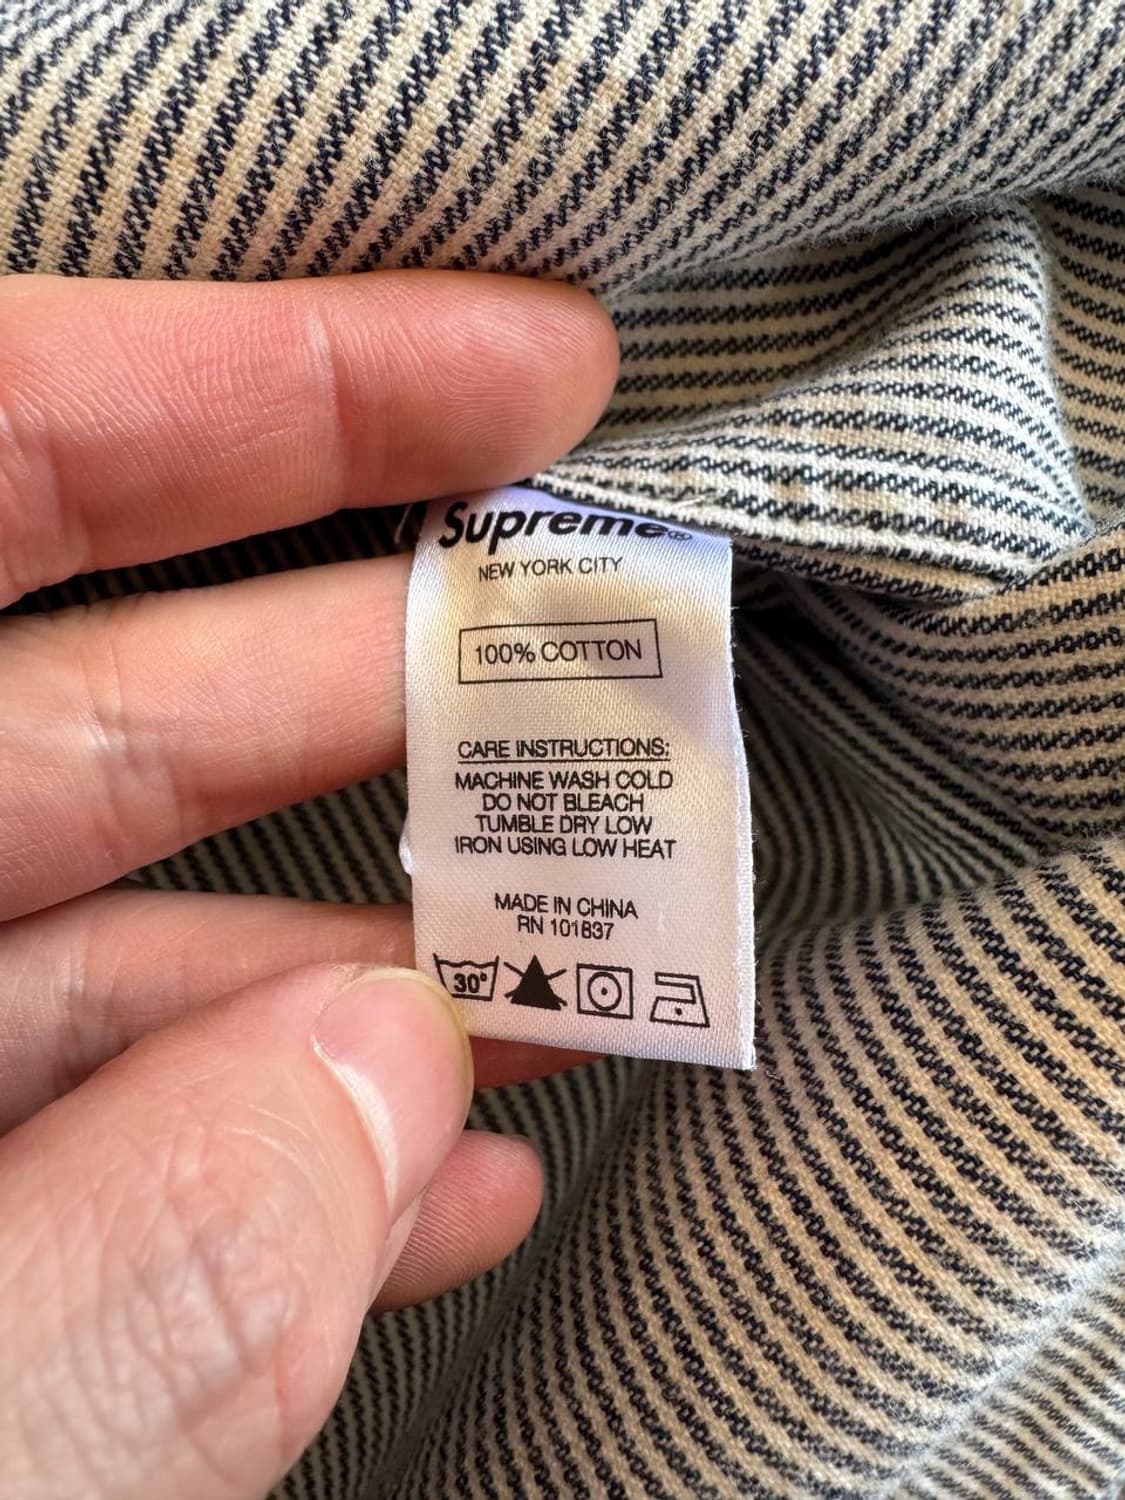 Supreme®
NEW YORK CITY
100% COTTON
CARE INSTRUCTIONS:
MACHINE WASH COLD
DO NOT BLEACH
TUMBLE DRY LOW
IRON USING LOW HEAT
MADE IN CHINA
RN 101837
30°